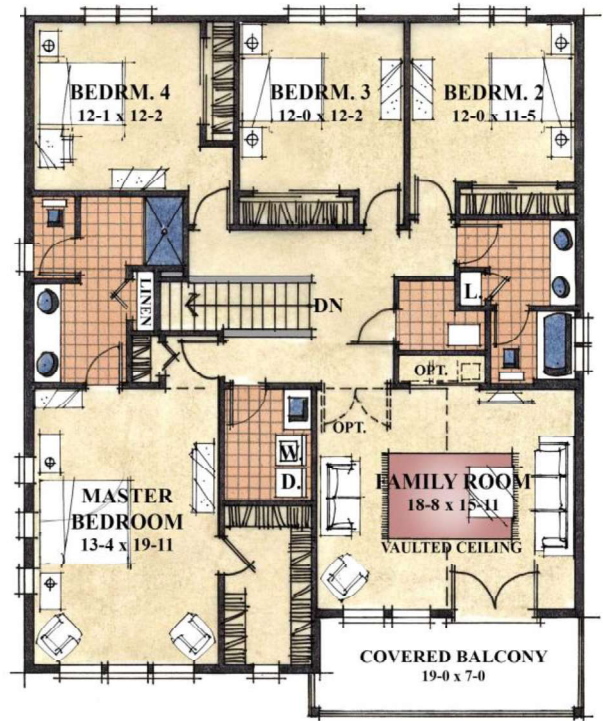 BEDRM. 4
12-1 x 12-2
BEDRM. 3
12-0 x 12-2
BEDRM. 2
12-0 x 11-5
LINEN
DN
L.
OPT.
OPT.
W.
D.
MASTER
BEDROOM
13-4 x 19-11
FAMILY ROOM
18-8 x 15-11
VAULTED CEILING
COVERED BALCONY
19-0 x 7-0